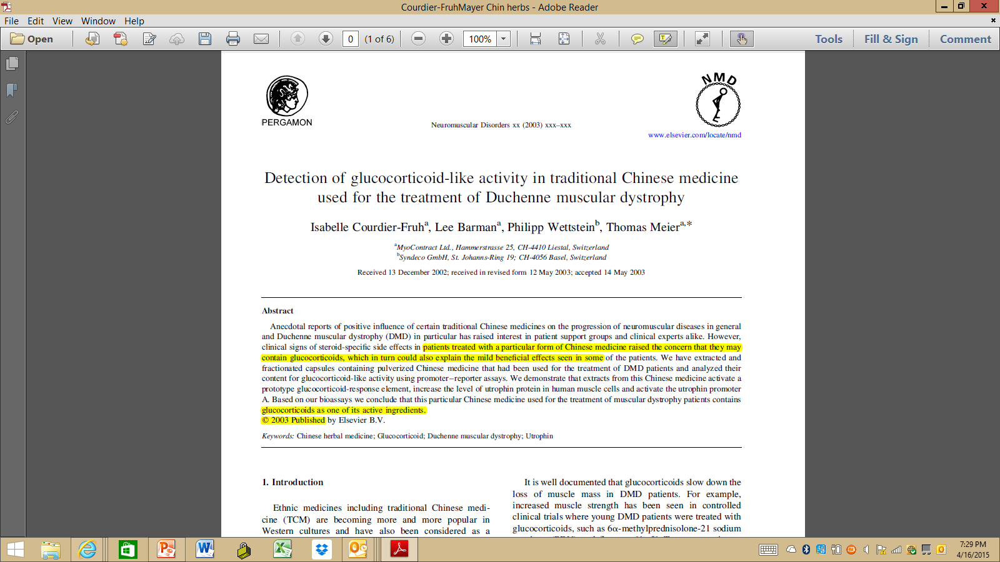 Courdier-FruhMayer Chin herbs - Adobe Reader
File Edit View Window Help
Open
0 (1 of 6)
100%
Tools Fill & Sign Comment
PERGAMON
NMD
Neuromuscular Disorders xx (2003) xxx–xxx
www.elsevier.com/locate/nmd
Detection of glucocorticoid-like activity in traditional Chinese medicine
used for the treatment of Duchenne muscular dystrophy
Isabelle Courdier-Fruhᵃ, Lee Barmanᵃ, Philipp Wettsteinᵇ, Thomas Meierᵃ,*
ᵃMyoContract Ltd., Hammerstrasse 25, CH-4410 Liestal, Switzerland
ᵇSyndeco GmbH, St. Johanns-Ring 19; CH-4056 Basel, Switzerland
Received 13 December 2002; received in revised form 12 May 2003; accepted 14 May 2003
Abstract
Anecdotal reports of positive influence of certain traditional Chinese medicines on the progression of neuromuscular diseases in general
and Duchenne muscular dystrophy (DMD) in particular has raised interest in patient support groups and clinical experts alike. However,
clinical signs of steroid-specific side effects in patients treated with a particular form of Chinese medicine raised the concern that they may
contain glucocorticoids, which in turn could also explain the mild beneficial effects seen in some of the patients. We have extracted and
fractionated capsules containing pulverized Chinese medicine that had been used for the treatment of DMD patients and analyzed their
content for glucocorticoid-like activity using promoter–reporter assays. We demonstrate that extracts from this Chinese medicine activate a
prototype glucocorticoid-response element, increase the level of utrophin protein in human muscle cells and activate the utrophin promoter
A. Based on our bioassays we conclude that this particular Chinese medicine used for the treatment of muscular dystrophy patients contains
glucocorticoids as one of its active ingredients.
© 2003 Published by Elsevier B.V.
Keywords: Chinese herbal medicine; Glucocorticoid; Duchenne muscular dystrophy; Utrophin
1. Introduction
Ethnic medicines including traditional Chinese medi-
cine (TCM) are becoming more and more popular in
Western cultures and have also been considered as a
It is well documented that glucocorticoids slow down the
loss of muscle mass in DMD patients. For example,
increased muscle strength has been seen in controlled
clinical trials where young DMD patients were treated with
glucocorticoids, such as 6α-methylprednisolone-21 sodium
7:29 PM
4/16/2015